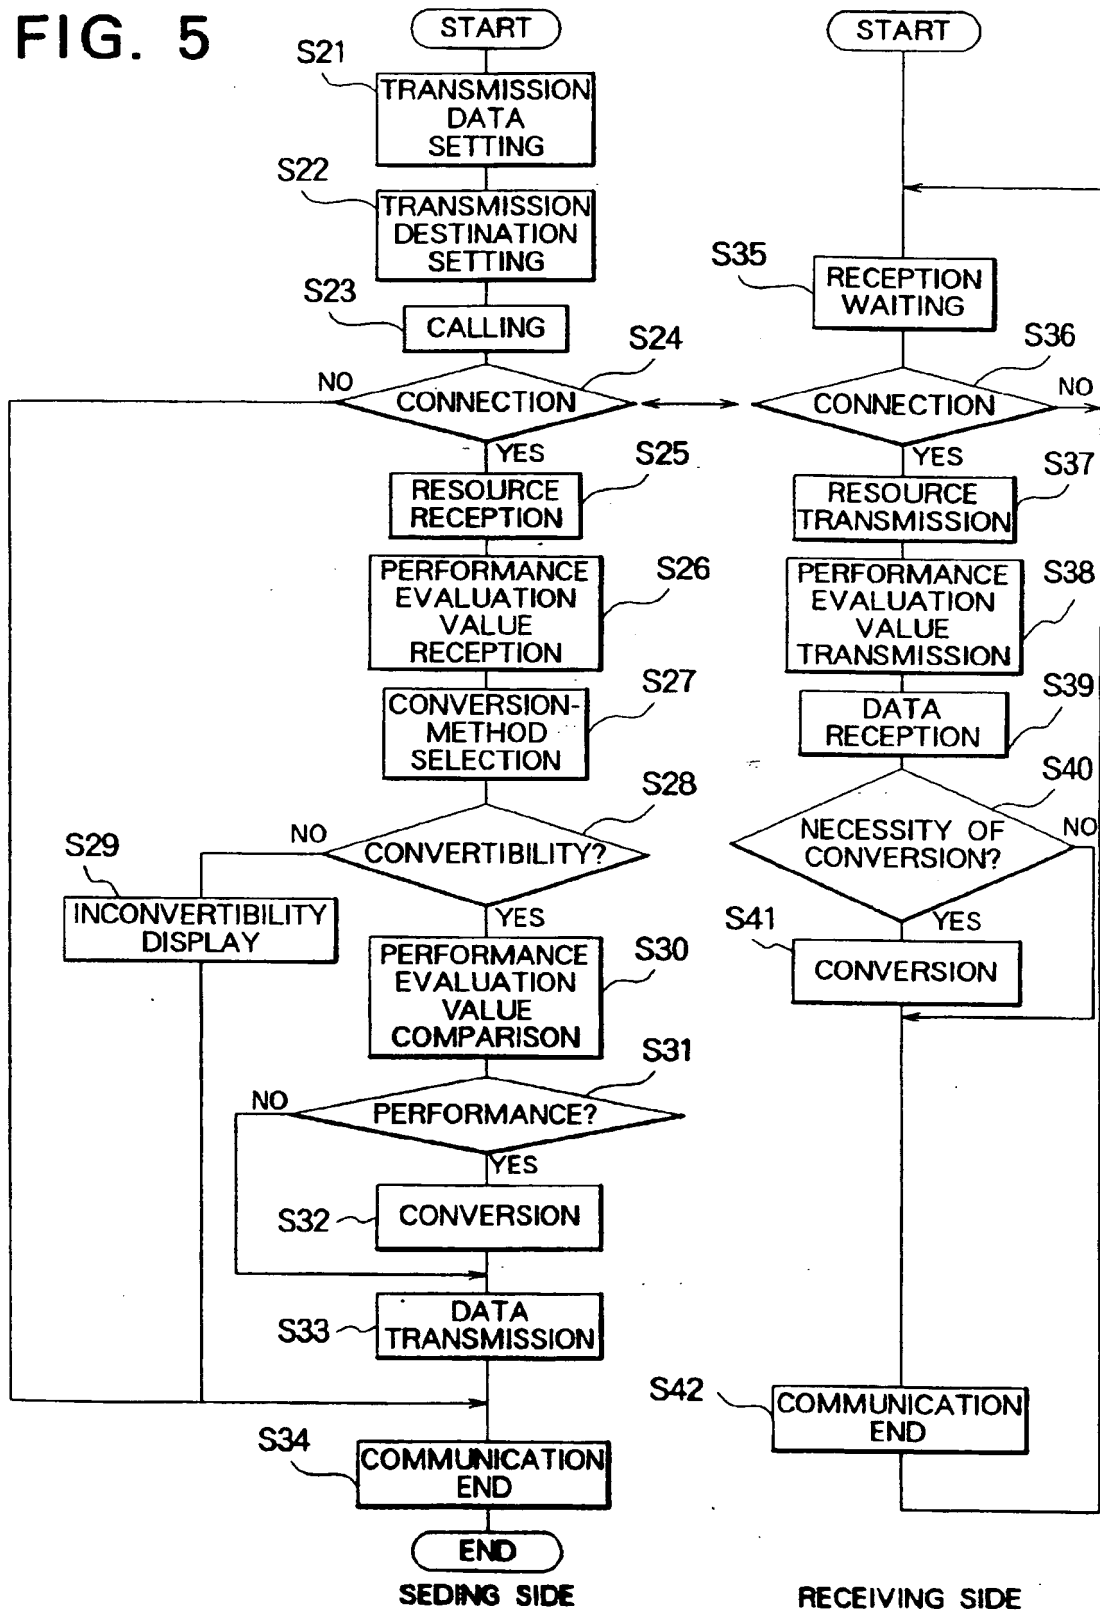 FIG. 5
START
S21
TRANSMISSION
DATA
SETTING
S22
TRANSMISSION
DESTINATION
SETTING
S23
CALLING
S24
NO
CONNECTION
YES
S25
RESOURCE
RECEPTION
S26
PERFORMANCE
EVALUATION
VALUE
RECEPTION
S27
CONVERSION-
METHOD
SELECTION
S28
NO
CONVERTIBILITY?
YES
S29
INCONVERTIBILITY
DISPLAY
S30
PERFORMANCE
EVALUATION
VALUE
COMPARISON
S31
NO
PERFORMANCE?
YES
S32
CONVERSION
S33
DATA
TRANSMISSION
S34
COMMUNICATION
END
END
SEDING SIDE
START
S35
RECEPTION
WAITING
S36
CONNECTION
NO
YES
S37
RESOURCE
TRANSMISSION
S38
PERFORMANCE
EVALUATION
VALUE
TRANSMISSION
S39
DATA
RECEPTION
S40
NECESSITY OF
CONVERSION?
NO
YES
S41
CONVERSION
S42
COMMUNICATION
END
RECEIVING SIDE